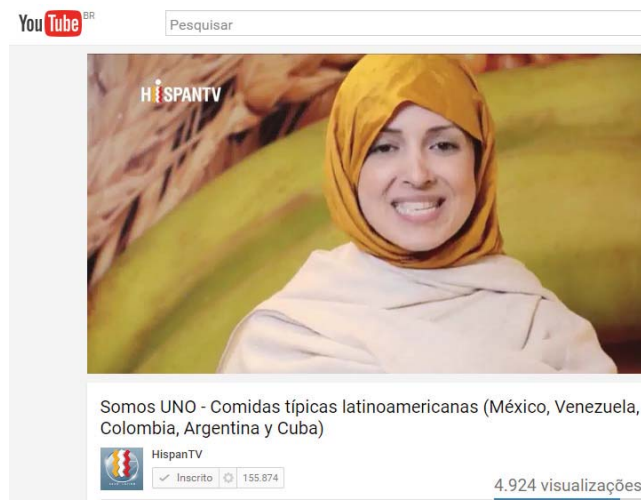 YouTube BR
Pesquisar
HISPANTV
Somos UNO - Comidas típicas latinoamericanas (México, Venezuela,
Colombia, Argentina y Cuba)
HispanTV
Inscrito 155.874
4.924 visualizações